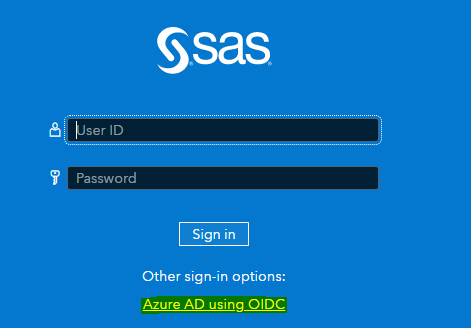 sas
User ID
Password
Sign in
Other sign-in options:
Azure AD using OIDC